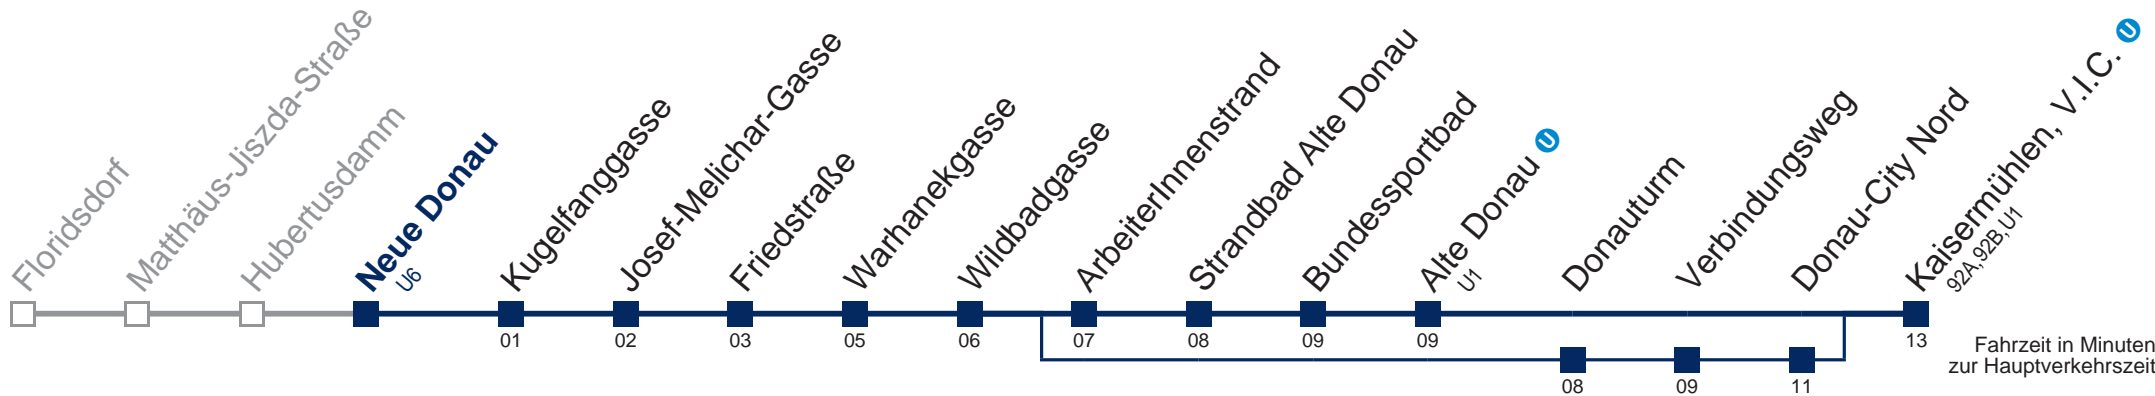 Floridsdorf
Matthäus-Jiszda-Straße
Hubertusdamm
Neue Donau
U6
Kugelfanggasse
Josef-Melichar-Gasse
Friedstraße
Warhanekgasse
Wildbadgasse
ArbeiterInnenstrand
Strandbad Alte Donau
Bundessportbad
Alte Donau U
U1
Donauturm
Verbindungsweg
Donau-City Nord
Kaisermühlen, V.I.C. U
92A, 92B, U1
01
02
03
05
06
07
08
09
09
13
08
09
11
Fahrzeit in Minuten
zur Hauptverkehrszeit